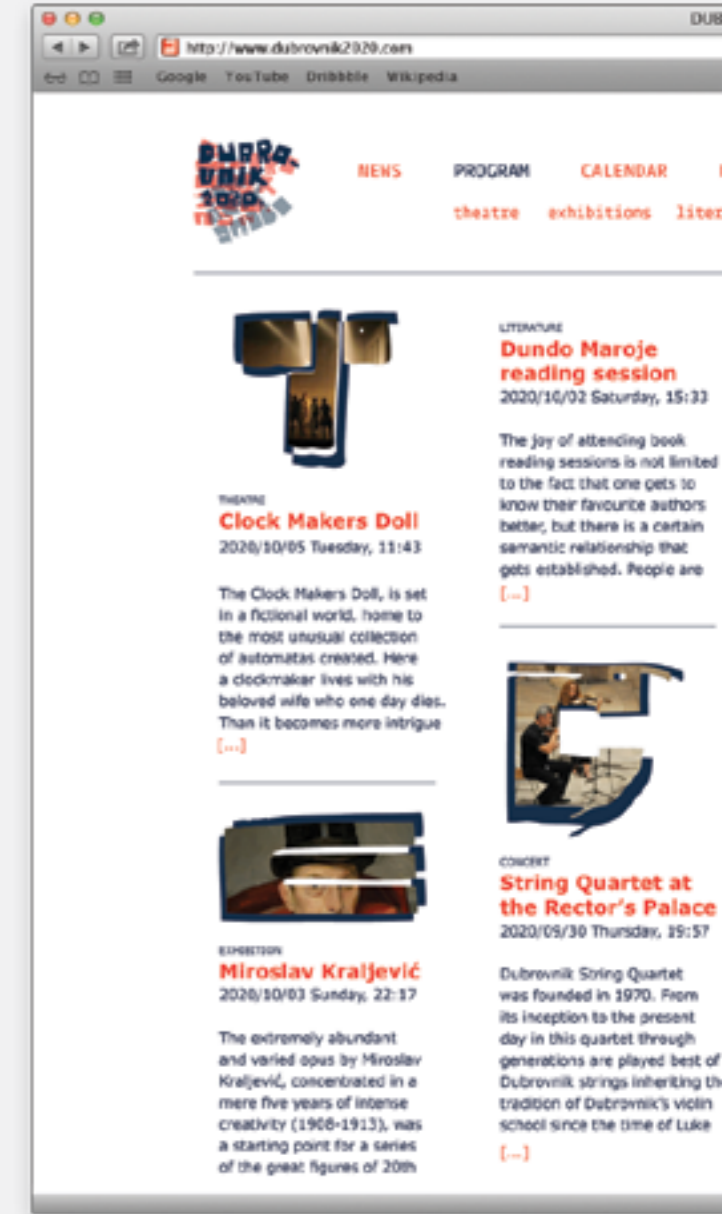 DUB
http://www.dubrovnik2020.com
Google YouTube Dribbble Wikipedia
DUBRO.
VNIK
2020.
NEWS PROGRAM CALENDAR
theatre exhibitions liter
THEATRE
Clock Makers Doll
2020/10/05 Tuesday, 11:43
The Clock Makers Doll, is set
in a fictional world, home to
the most unusual collection
of automatas created. Here
a clockmaker lives with his
beloved wife who one day dies.
Than it becomes more intrigue
[...]
EXHIBITION
Miroslav Kraljević
2020/10/03 Sunday, 22:17
The extremely abundant
and varied opus by Miroslav
Kraljević, concentrated in a
mere five years of intense
creativity (1908-1913), was
a starting point for a series
of the great figures of 20th
LITERATURE
Dundo Maroje
reading session
2020/10/02 Saturday, 15:33
The joy of attending book
reading sessions is not limited
to the fact that one gets to
know their favourite authors
better, but there is a certain
semantic relationship that
gets established. People are
[...]
CONCERT
String Quartet at
the Rector's Palace
2020/09/30 Thursday, 19:57
Dubrovnik String Quartet
was founded in 1970. From
its inception to the present
day in this quartet through
generations are played best of
Dubrovnik strings inheriting the
tradition of Dubrovnik's violin
school since the time of Luke
[...]